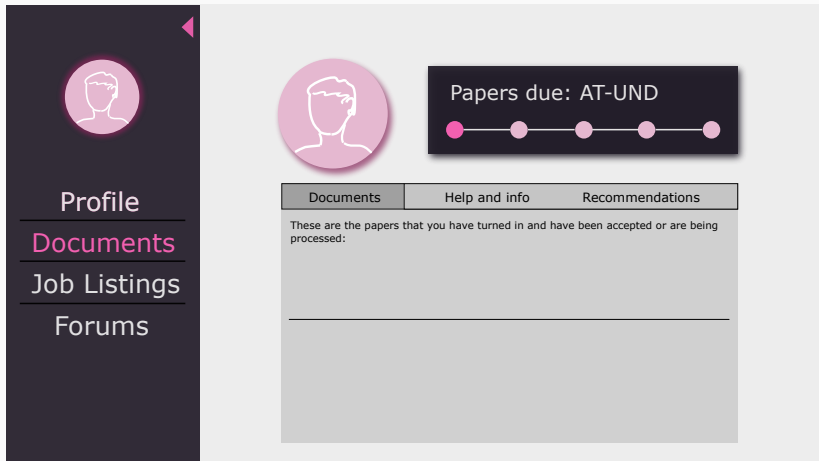 Papers due: AT-UND
Profile
Documents
Job Listings
Forums
Documents
Help and info
Recommendations
These are the papers that you have turned in and have been accepted or are being
processed: